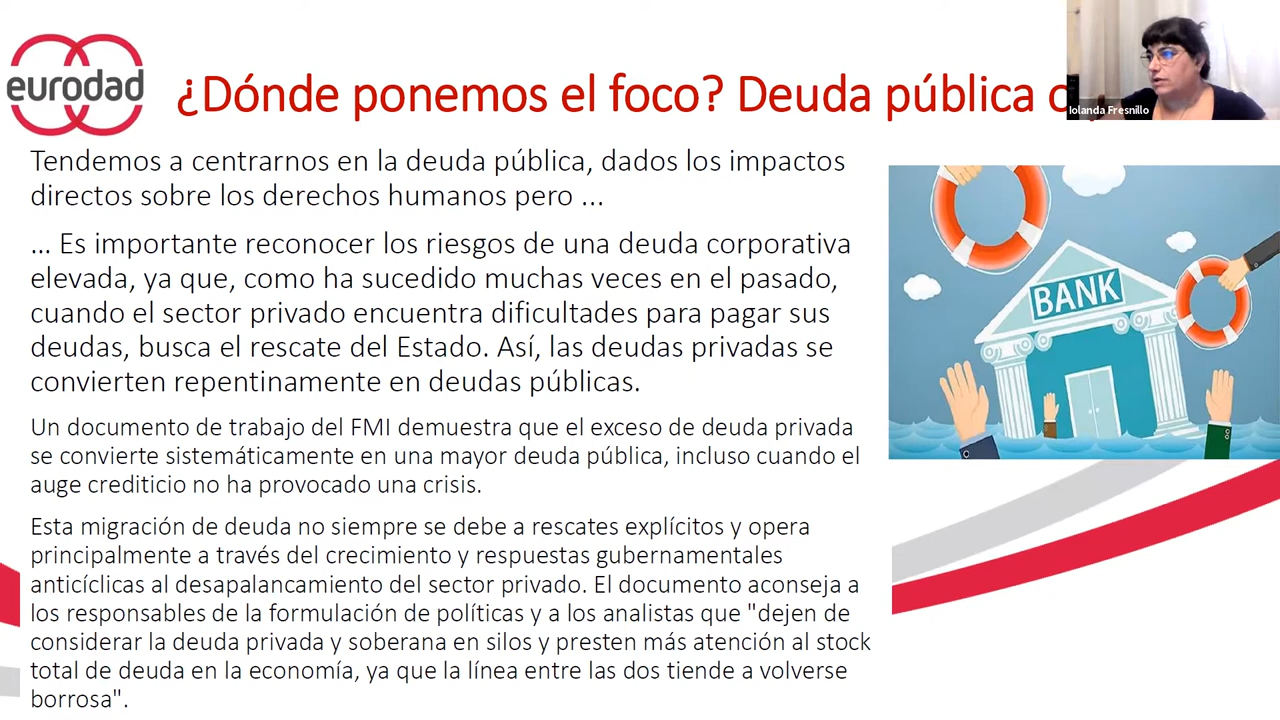 eurodad
¿Dónde ponemos el foco? Deuda pública o
Iolanda Fresnillo
Tendemos a centrarnos en la deuda pública, dados los impactos
directos sobre los derechos humanos pero ...
... Es importante reconocer los riesgos de una deuda corporativa
elevada, ya que, como ha sucedido muchas veces en el pasado,
cuando el sector privado encuentra dificultades para pagar sus
deudas, busca el rescate del Estado. Así, las deudas privadas se
convierten repentinamente en deudas públicas.
BANK
Un documento de trabajo del FMI demuestra que el exceso de deuda privada
se convierte sistemáticamente en una mayor deuda pública, incluso cuando el
auge crediticio no ha provocado una crisis.
Esta migración de deuda no siempre se debe a rescates explícitos y opera
principalmente a través del crecimiento y respuestas gubernamentales
anticíclicas al desapalancamiento del sector privado. El documento aconseja a
los responsables de la formulación de políticas y a los analistas que "dejen de
considerar la deuda privada y soberana en silos y presten más atención al stock
total de deuda en la economía, ya que la línea entre las dos tiende a volverse
borrosa".